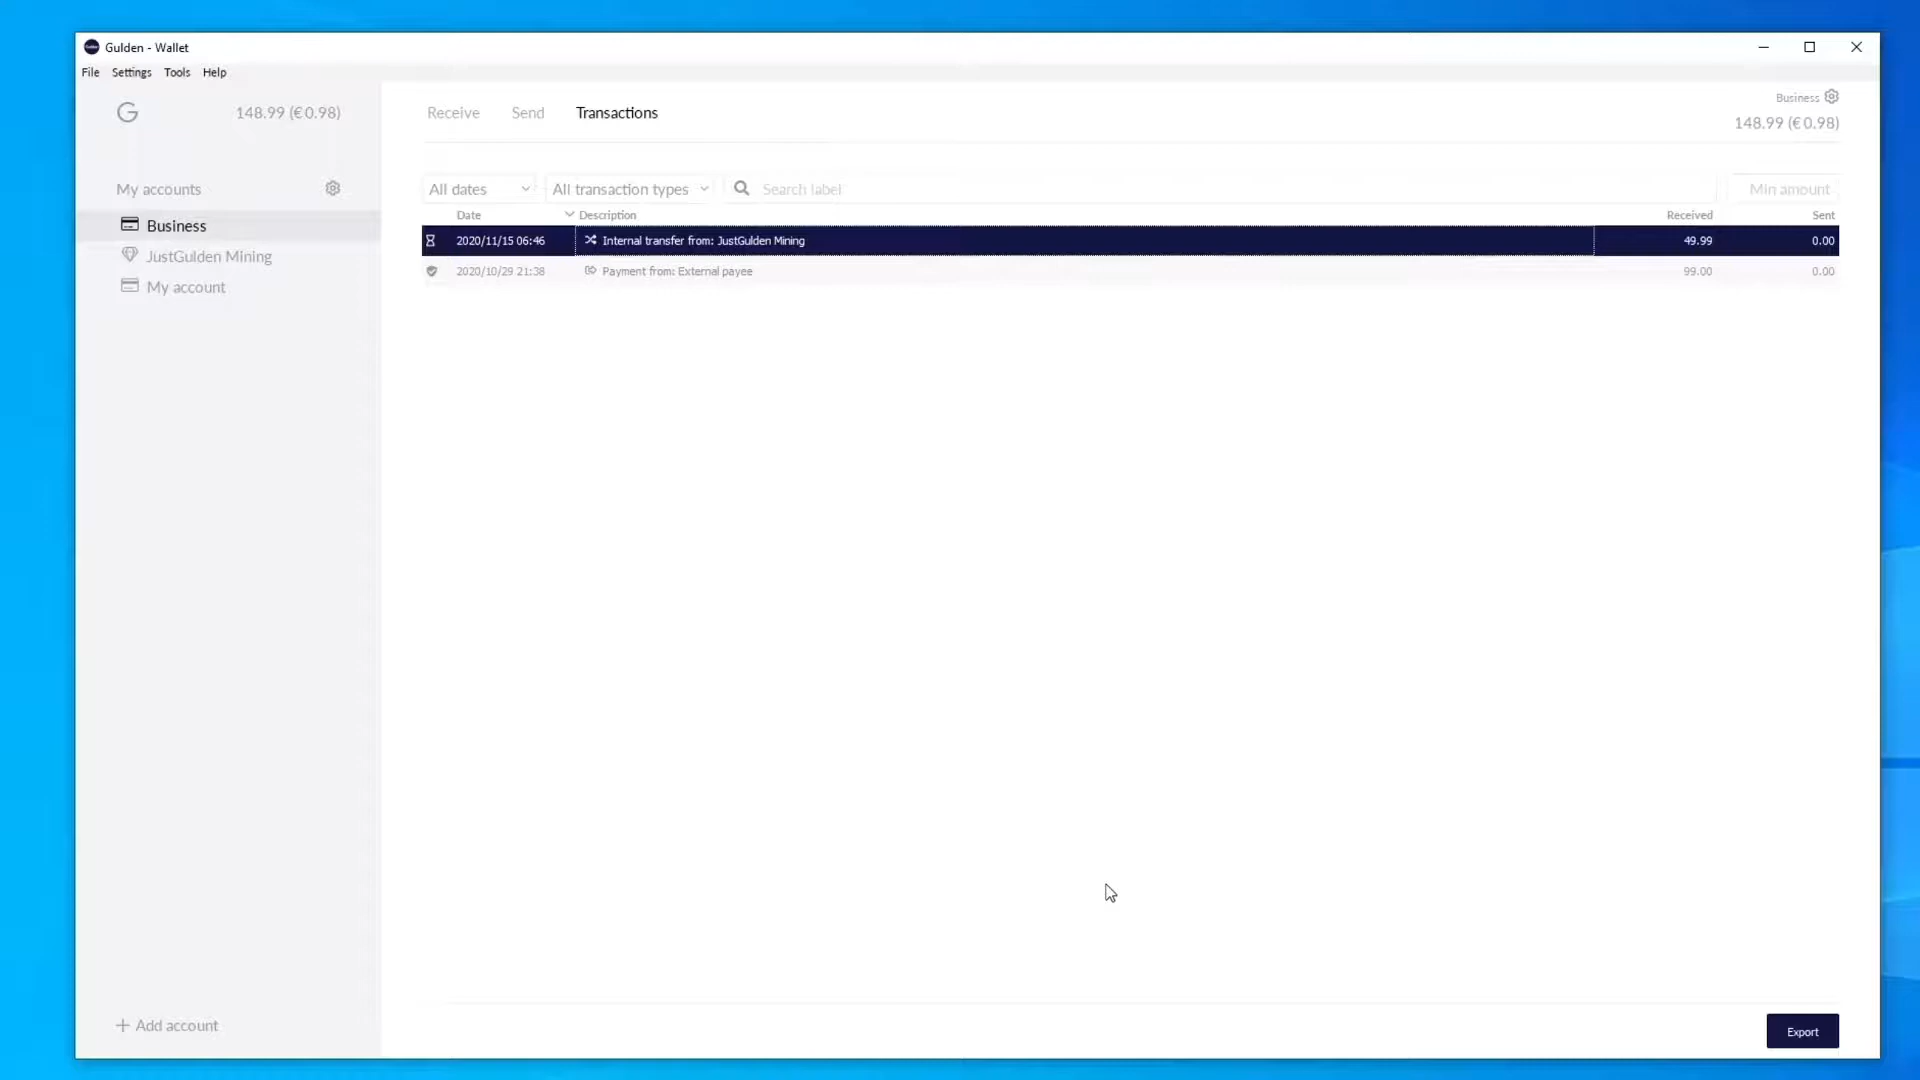 Gulden - Wallet
File Settings Tools Help
148.99 (€ 0.98)
Receive Send Transactions
Business
148.99 (€ 0.98)
My accounts
Business
JustGulden Mining
My account
All dates All transaction types Search label Min amount
Date Description Received Sent
2020/11/15 06:46 Internal transfer from: JustGulden Mining 49.99 0.00
2020/10/29 21:38 Payment from: External payee 99.00 0.00
Add account
Export